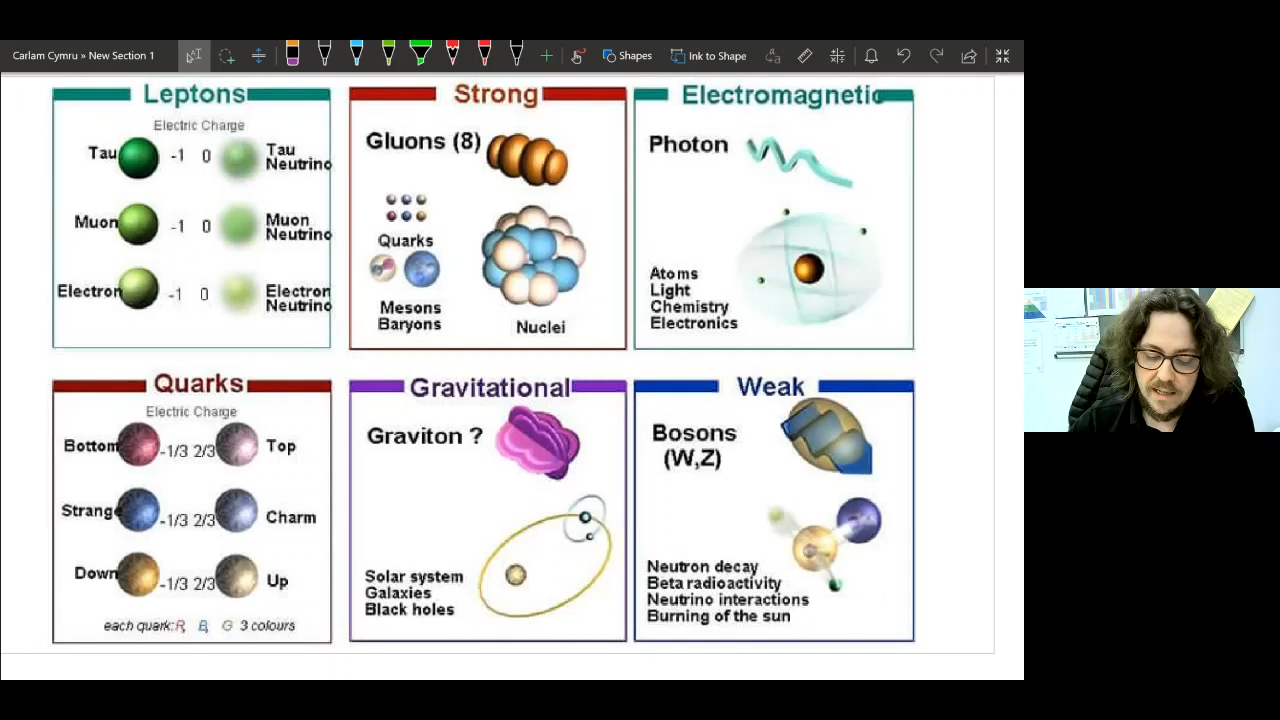 Carlam Cymru » New Section 1
Shapes
Ink to Shape
Leptons
Electric Charge
Tau -1 0 Tau
Neutrino
Muon -1 0 Muon
Neutrino
Electron -1 0 Electron
Neutrino
Strong
Gluons (8)
Quarks
Mesons
Baryons
Nuclei
Electromagnetic
Photon
Atoms
Light
Chemistry
Electronics
Quarks
Electric Charge
Bottom -1/3 2/3 Top
Strange -1/3 2/3 Charm
Down -1/3 2/3 Up
each quark: R, B, G 3 colours
Gravitational
Graviton ?
Solar system
Galaxies
Black holes
Weak
Bosons
(W,Z)
Neutron decay
Beta radioactivity
Neutrino interactions
Burning of the sun